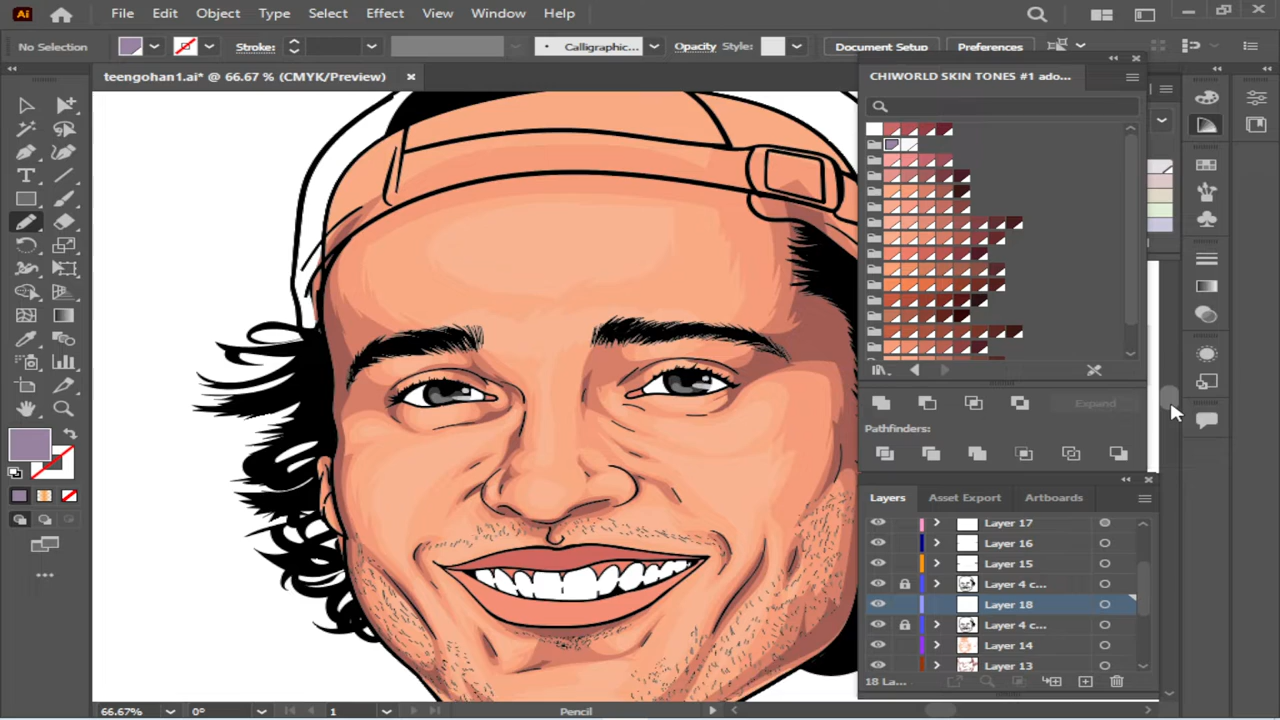 Ai File Edit Object Type Select Effect View Window Help
No Selection Stroke: Calligraphic... Opacity Style: Document Setup Preferences
teengohan1.ai* @ 66.67 % (CMYK/Preview)
CHIWORLD SKIN TONES #1 ado...
Expand
Pathfinders:
Layers Asset Export Artboards
Layer 17
Layer 16
Layer 15
Layer 4 c...
Layer 18
Layer 4 c...
Layer 14
Layer 13
18 La...
66.67% 0° 1 Pencil